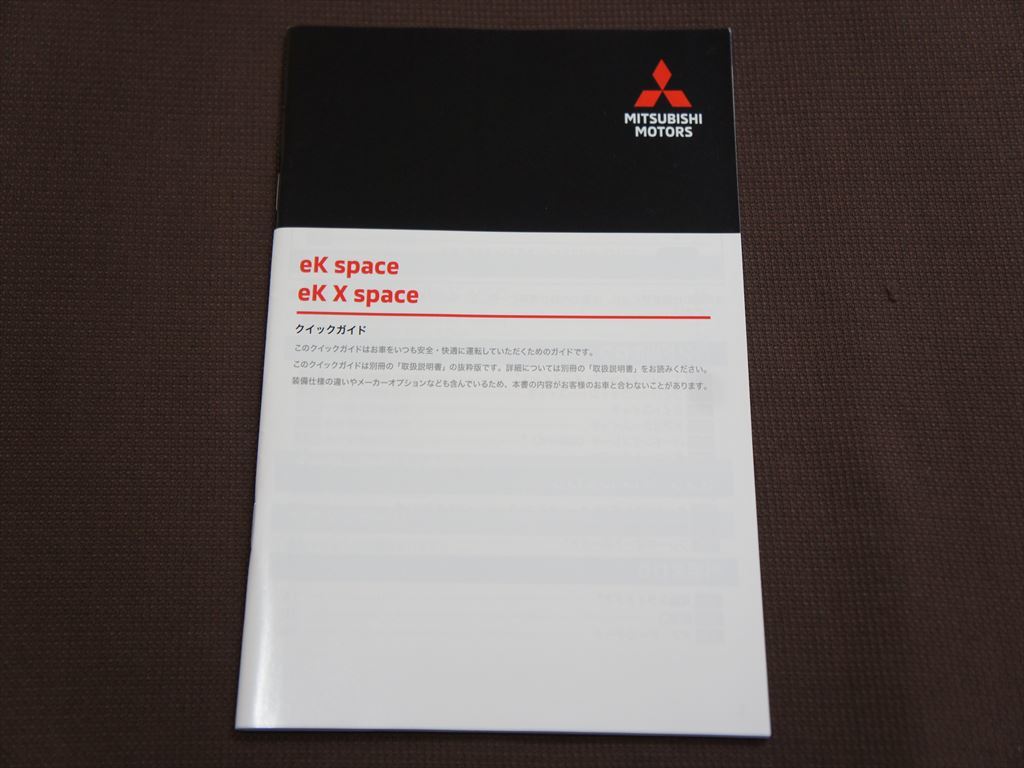 MITSUBISHI
MOTORS
eK space
eK X space
クイックガイド
このクイックガイドはお車をいつも安全・快適に運転していただくためのガイドです。
このクイックガイドは別冊の「取扱説明書」の抜粋版です。詳細については別冊の「取扱説明書」をお読みください。
装備仕様の違いやメーカーオプションなども含んでいるため、本書の内容がお客様のお車と合わないことがあります。